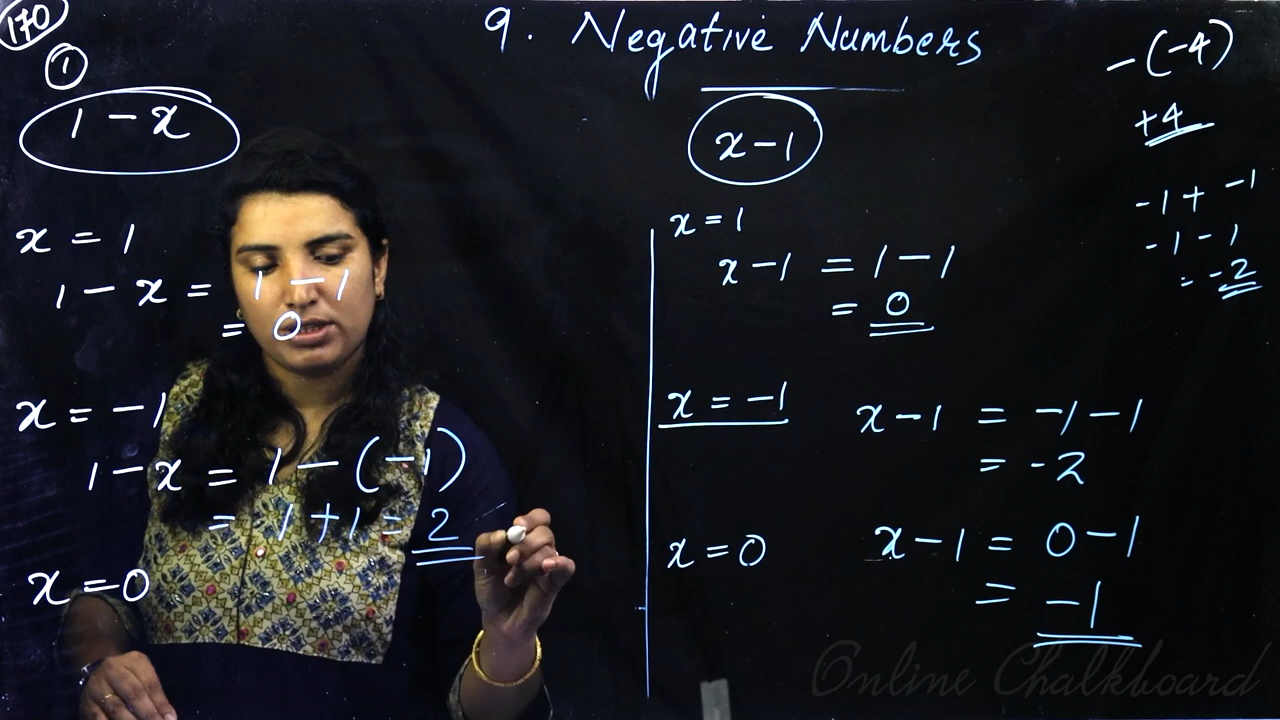 170
9. Negative Numbers
1
1 - x
x = 1
1 - x = 1 - 1
= 0
x = -1
1 - x = 1 - (-1)
= 1 + 1 = 2
x = 0
x - 1
x = 1
x - 1 = 1 - 1
= 0
x = -1
x - 1 = -1 - 1
= -2
x = 0
x - 1 = 0 - 1
= -1
- (-4)
+4
-1 + -1
-1 - 1
= -2
Online Chalkboard